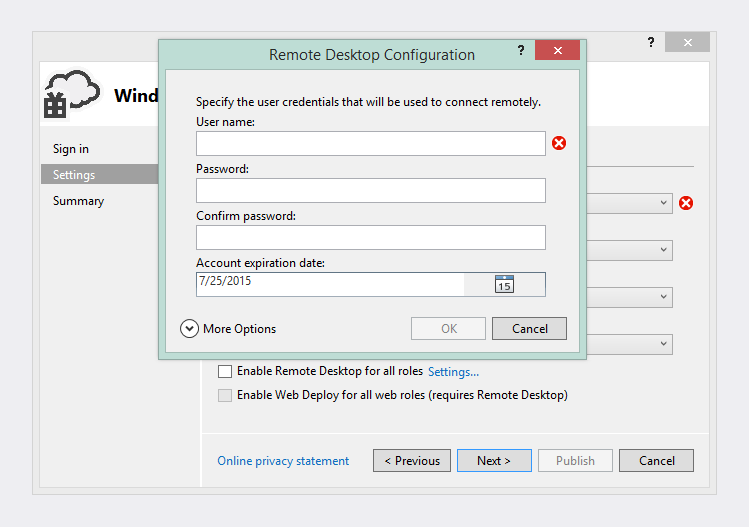 ?
Remote Desktop Configuration
?
Wind
Specify the user credentials that will be used to connect remotely.
User name:
Sign in
Password:
Settings
Summary
Confirm password:
Account expiration date:
7/25/2015
15
More Options
OK
Cancel
Enable Remote Desktop for all roles Settings...
Enable Web Deploy for all web roles (requires Remote Desktop)
Online privacy statement
< Previous
Next >
Publish
Cancel